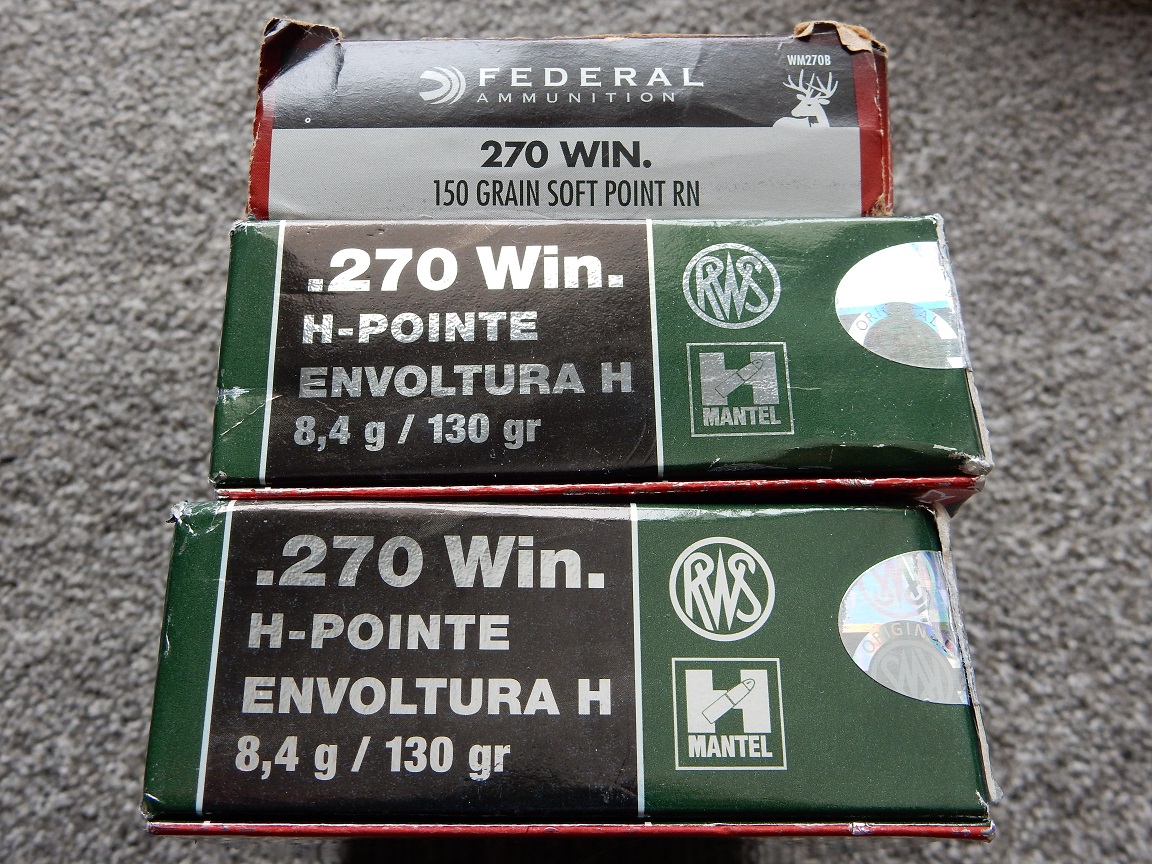 WM270B
FEDERAL
AMMUNITION
270 WIN.
150 GRAIN SOFT POINT RN
.270 Win.
H-POINTE
ENVOLTURA H
8,4 g / 130 gr
RWS
H
MANTEL
.270 Win.
H-POINTE
ENVOLTURA H
8,4 g / 130 gr
RWS
H
MANTEL